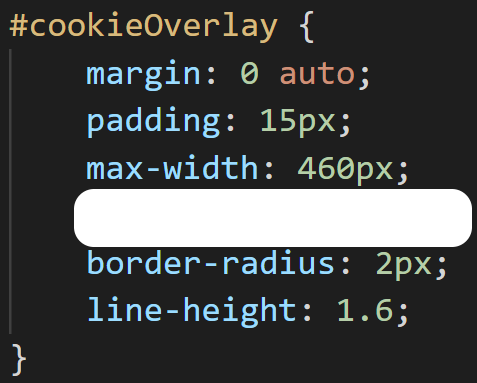 #cookieOverlay {
margin: 0 auto;
padding: 15px;
max-width: 460px;
border-radius: 2px;
line-height: 1.6;
}